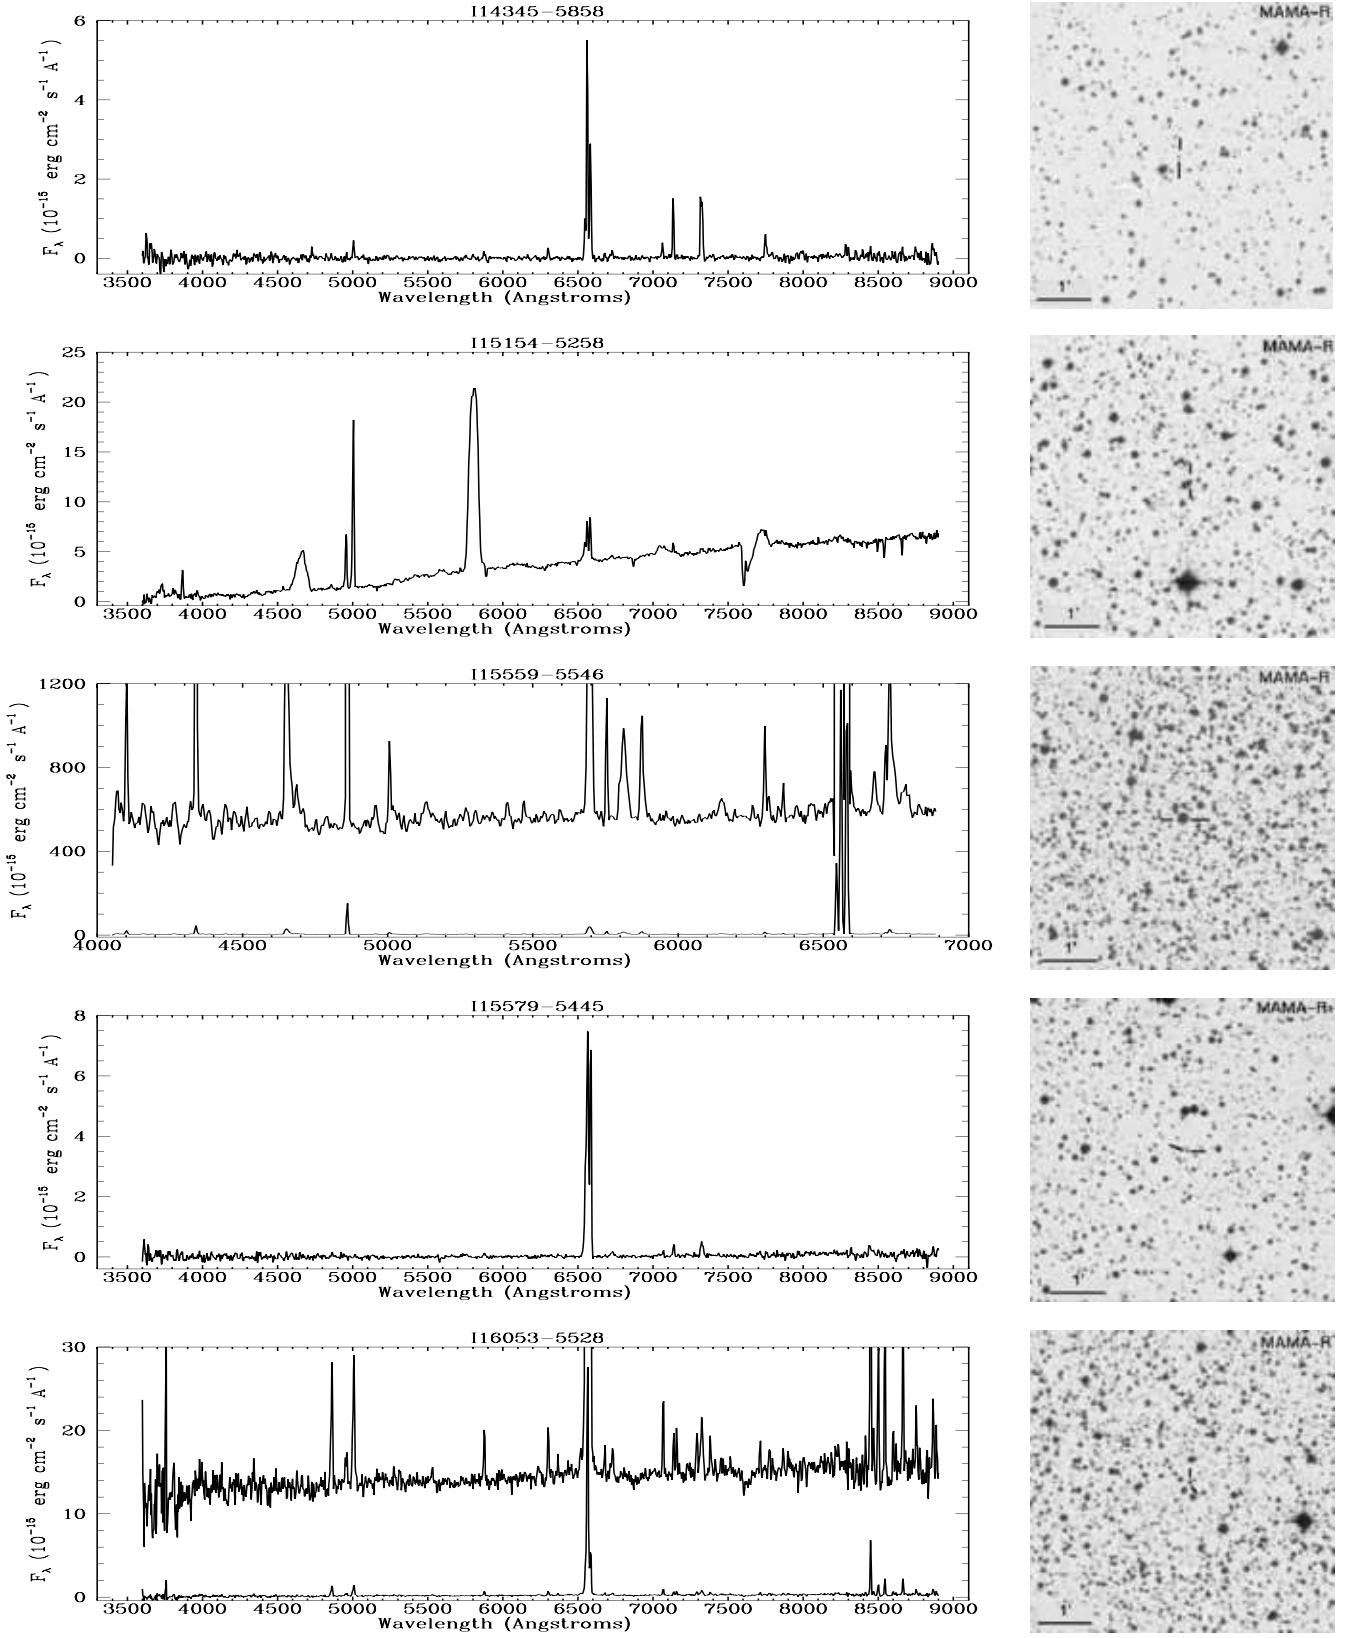 I14345−5858
MAMA−R
6
4
2
0
F_λ (10^−15 erg cm^−2 s^−1 A^−1)
3500 4000 4500 5000 5500 6000 6500 7000 7500 8000 8500 9000
Wavelength (Angstroms)
1'
I15154−5258
MAMA−R
25
20
15
10
5
0
F_λ (10^−15 erg cm^−2 s^−1 A^−1)
3500 4000 4500 5000 5500 6000 6500 7000 7500 8000 8500 9000
Wavelength (Angstroms)
1'
I15559−5546
MAMA−R
1200
800
400
0
F_λ (10^−15 erg cm^−2 s^−1 A^−1)
4000 4500 5000 5500 6000 6500 7000
Wavelength (Angstroms)
1'
I15579−5445
MAMA−R
8
6
4
2
0
F_λ (10^−15 erg cm^−2 s^−1 A^−1)
3500 4000 4500 5000 5500 6000 6500 7000 7500 8000 8500 9000
Wavelength (Angstroms)
1'
I16053−5528
MAMA−R
30
20
10
0
F_λ (10^−15 erg cm^−2 s^−1 A^−1)
3500 4000 4500 5000 5500 6000 6500 7000 7500 8000 8500 9000
Wavelength (Angstroms)
1'